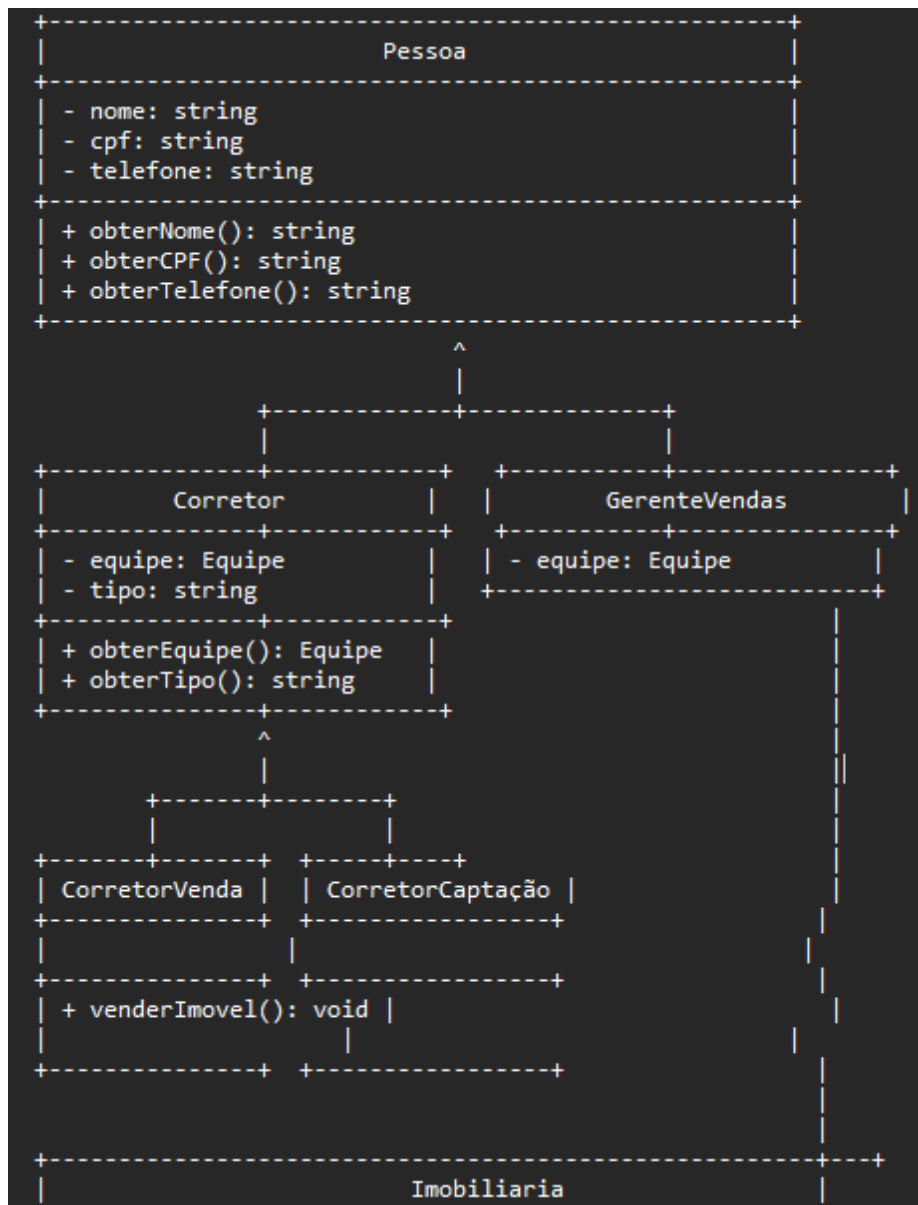 Pessoa
- nome: string
- cpf: string
- telefone: string
+ obterNome(): string
+ obterCPF(): string
+ obterTelefone(): string
Corretor GerenteVendas
- equipe: Equipe - equipe: Equipe
- tipo: string
+ obterEquipe(): Equipe
+ obterTipo(): string
CorretorVenda CorretorCaptação
+ venderImovel(): void
Imobiliaria